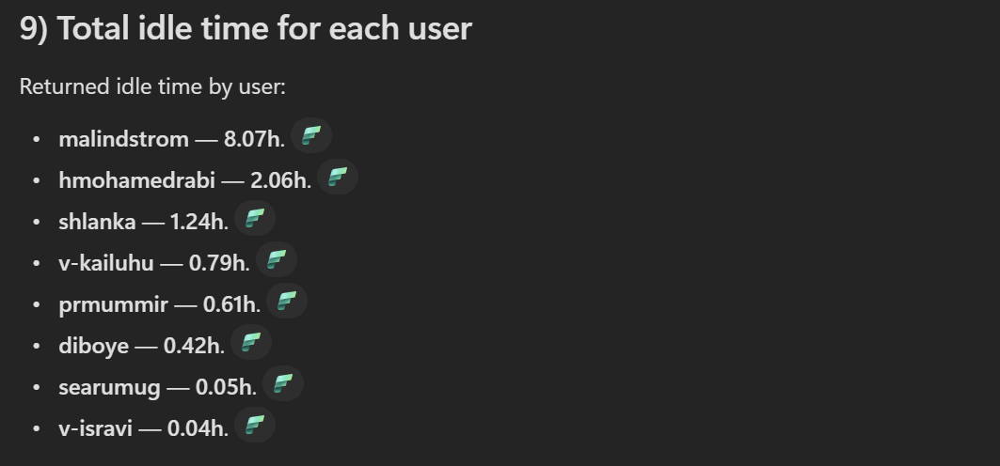 9) Total idle time for each user
Returned idle time by user:
• malindstrom — 8.07h.
• hmohamedrabi — 2.06h.
• shlanka — 1.24h.
• v-kailuhu — 0.79h.
• prmummir — 0.61h.
• diboye — 0.42h.
• searumug — 0.05h.
• v-isravi — 0.04h.